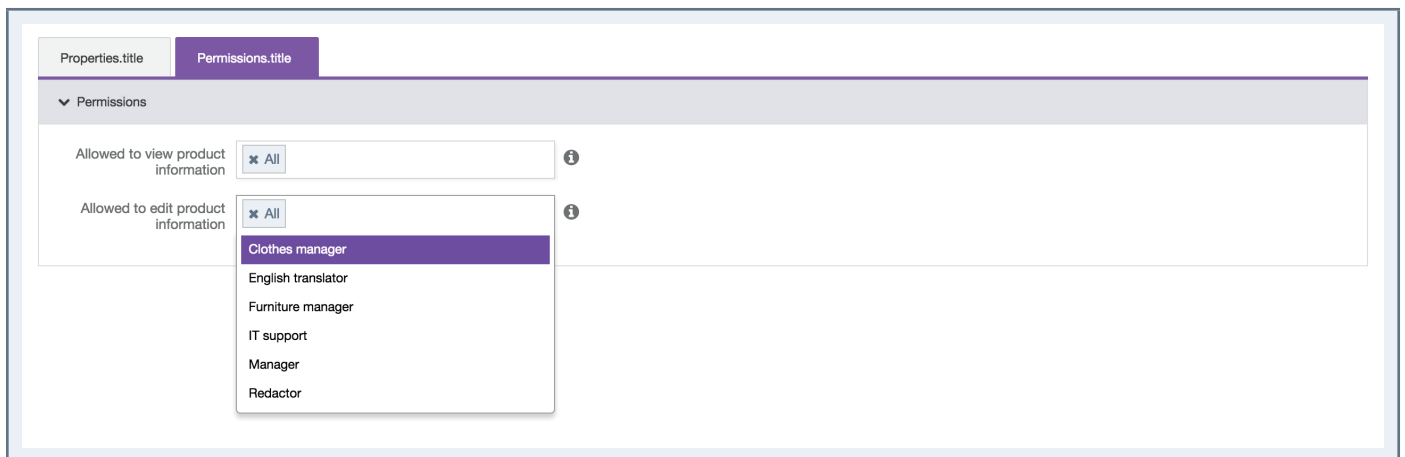 Properties.title Permissions.title
Permissions
Allowed to view product
information
All
Allowed to edit product
information
All
Clothes manager
English translator
Furniture manager
IT support
Manager
Redactor